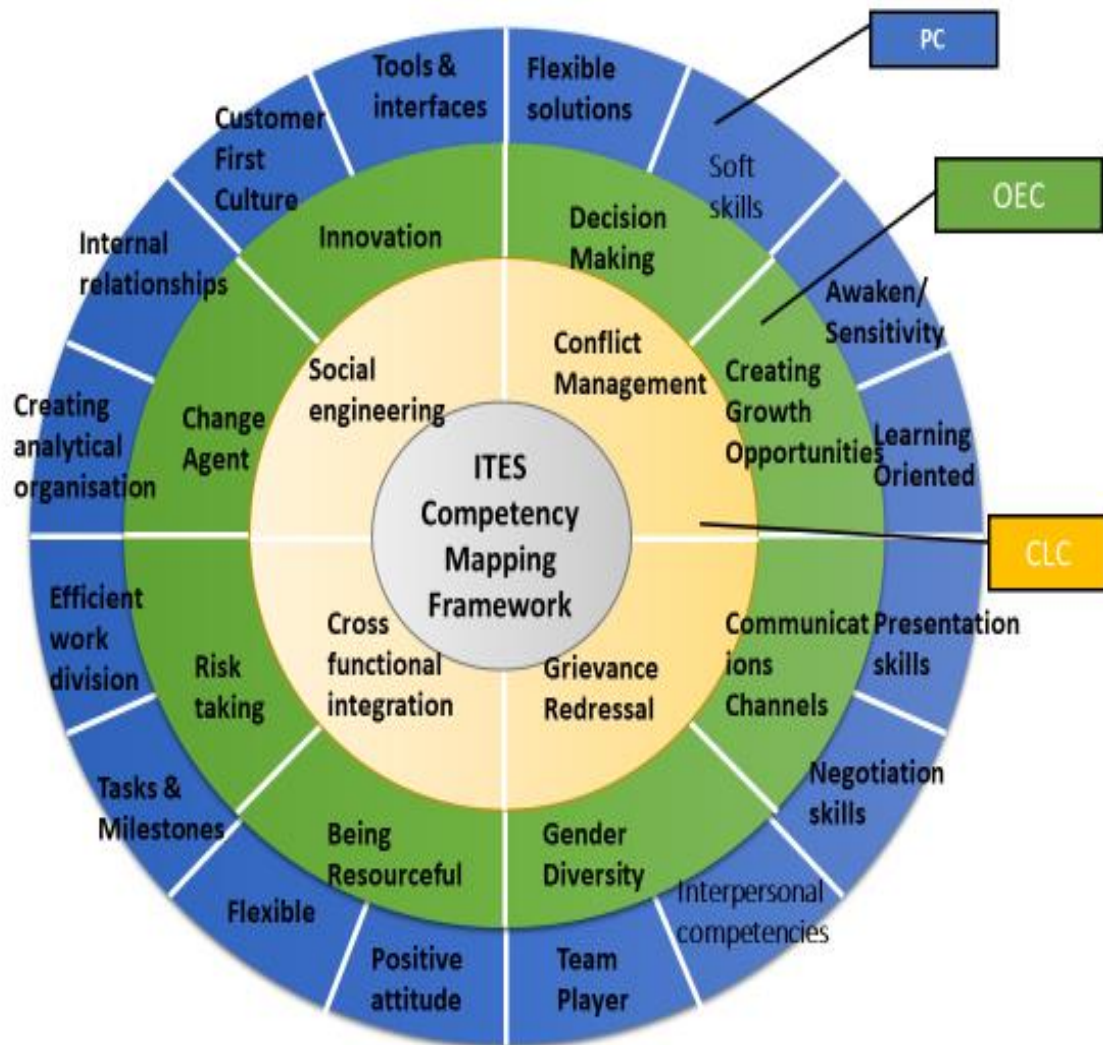 PC
Tools &
interfaces
Flexible
solutions
Customer
First
Culture
Soft
skills
OEC
Innovation
Decision
Making
Internal
relationships
Awaken/
Sensitivity
Social
engineering
Conflict
Management
Creating
Growth
Opportunities
Creating
analytical
organisation
Change
Agent
Learning
Oriented
ITES
Competency
Mapping
Framework
CLC
Efficient
work
division
Risk
taking
Cross
functional
integration
Grievance
Redressal
Communicat
ions
Channels
Presentation
skills
Tasks &
Milestones
Negotiation
skills
Being
Resourceful
Gender
Diversity
Flexible
Interpersonal
competencies
Positive
attitude
Team
Player